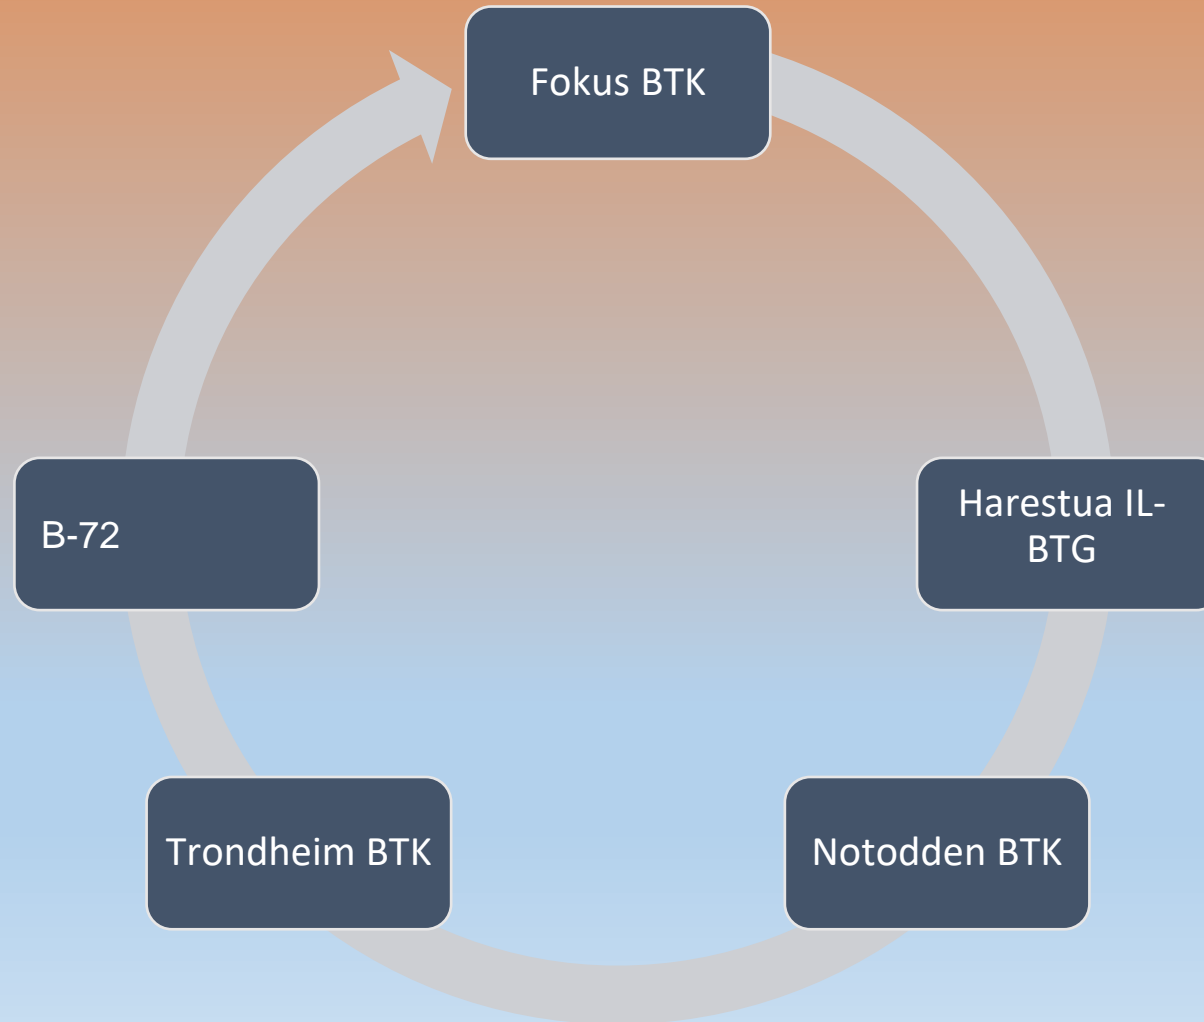 Fokus BTK
Harestua IL-
BTG
Notodden BTK
Trondheim BTK
B-72